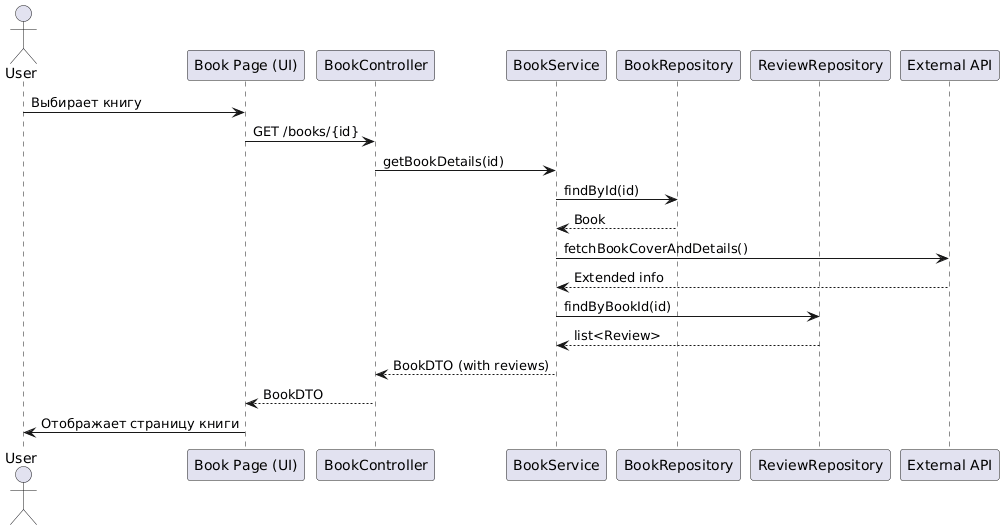 User
Book Page (UI)
BookController
BookService
BookRepository
ReviewRepository
External API
Выбирает книгу
GET /books/{id}
getBookDetails(id)
findById(id)
Book
fetchBookCoverAndDetails()
Extended info
findByBookId(id)
list<Review>
BookDTO (with reviews)
BookDTO
Отображает страницу книги
User
Book Page (UI)
BookController
BookService
BookRepository
ReviewRepository
External API